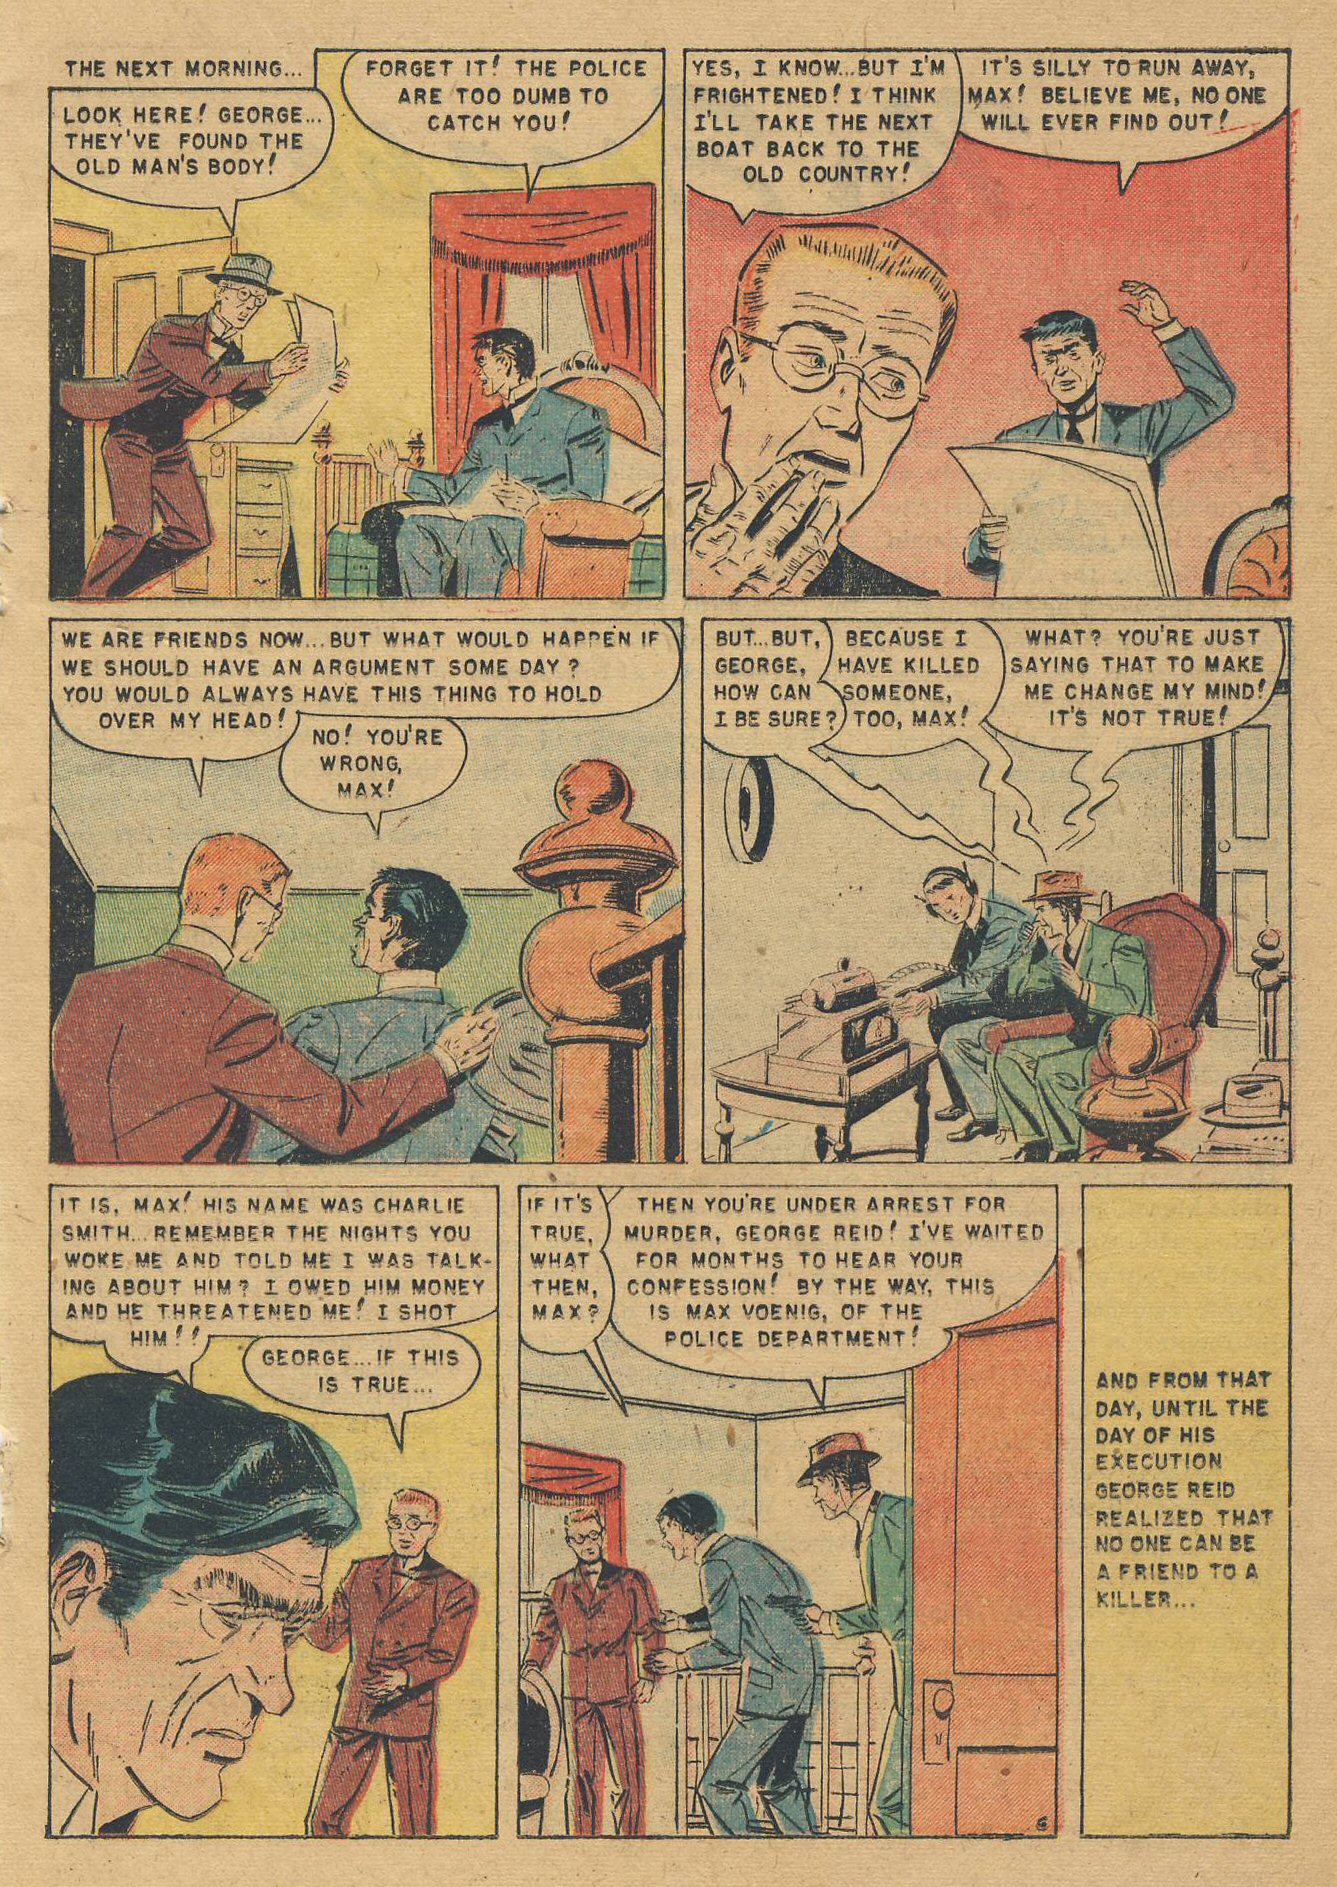 THE NEXT MORNING...
LOOK HERE! GEORGE...
THEY'VE FOUND THE
OLD MAN'S BODY!
FORGET IT! THE POLICE
ARE TOO DUMB TO
CATCH YOU!
YES, I KNOW...BUT I'M
FRIGHTENED! I THINK
I'LL TAKE THE NEXT
BOAT BACK TO THE
OLD COUNTRY!
IT'S SILLY TO RUN AWAY,
MAX! BELIEVE ME, NO ONE
WILL EVER FIND OUT!
WE ARE FRIENDS NOW...BUT WHAT WOULD HAPPEN IF
WE SHOULD HAVE AN ARGUMENT SOME DAY?
YOU WOULD ALWAYS HAVE THIS THING TO HOLD
OVER MY HEAD!
NO! YOU'RE
WRONG,
MAX!
BUT...BUT,
GEORGE,
HOW CAN
I BE SURE?
BECAUSE I
HAVE KILLED
SOMEONE,
TOO, MAX!
WHAT? YOU'RE JUST
SAYING THAT TO MAKE
ME CHANGE MY MIND!
IT'S NOT TRUE!
IT IS, MAX! HIS NAME WAS CHARLIE
SMITH...REMEMBER THE NIGHTS YOU
WOKE ME AND TOLD ME I WAS TALK-
ING ABOUT HIM? I OWED HIM MONEY
AND HE THREATENED ME! I SHOT
HIM!!
GEORGE...IF THIS
IS TRUE...
IF IT'S
TRUE,
WHAT
THEN,
MAX?
THEN YOU'RE UNDER ARREST FOR
MURDER, GEORGE REID! I'VE WAITED
FOR MONTHS TO HEAR YOUR
CONFESSION! BY THE WAY, THIS
IS MAX VOENIG, OF THE
POLICE DEPARTMENT!
6
AND FROM THAT
DAY, UNTIL THE
DAY OF HIS
EXECUTION
GEORGE REID
REALIZED THAT
NO ONE CAN BE
A FRIEND TO A
KILLER...